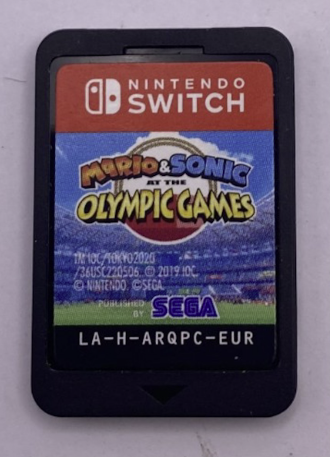 NINTENDO
SWITCH
MARIO & SONIC
AT THE
OLYMPIC GAMES
TM IOC/TOKYO2020
/36USC220506. © 2019 IOC.
© NINTENDO. ©SEGA.
PUBLISHED
BY SEGA
LA-H-ARQPC-EUR